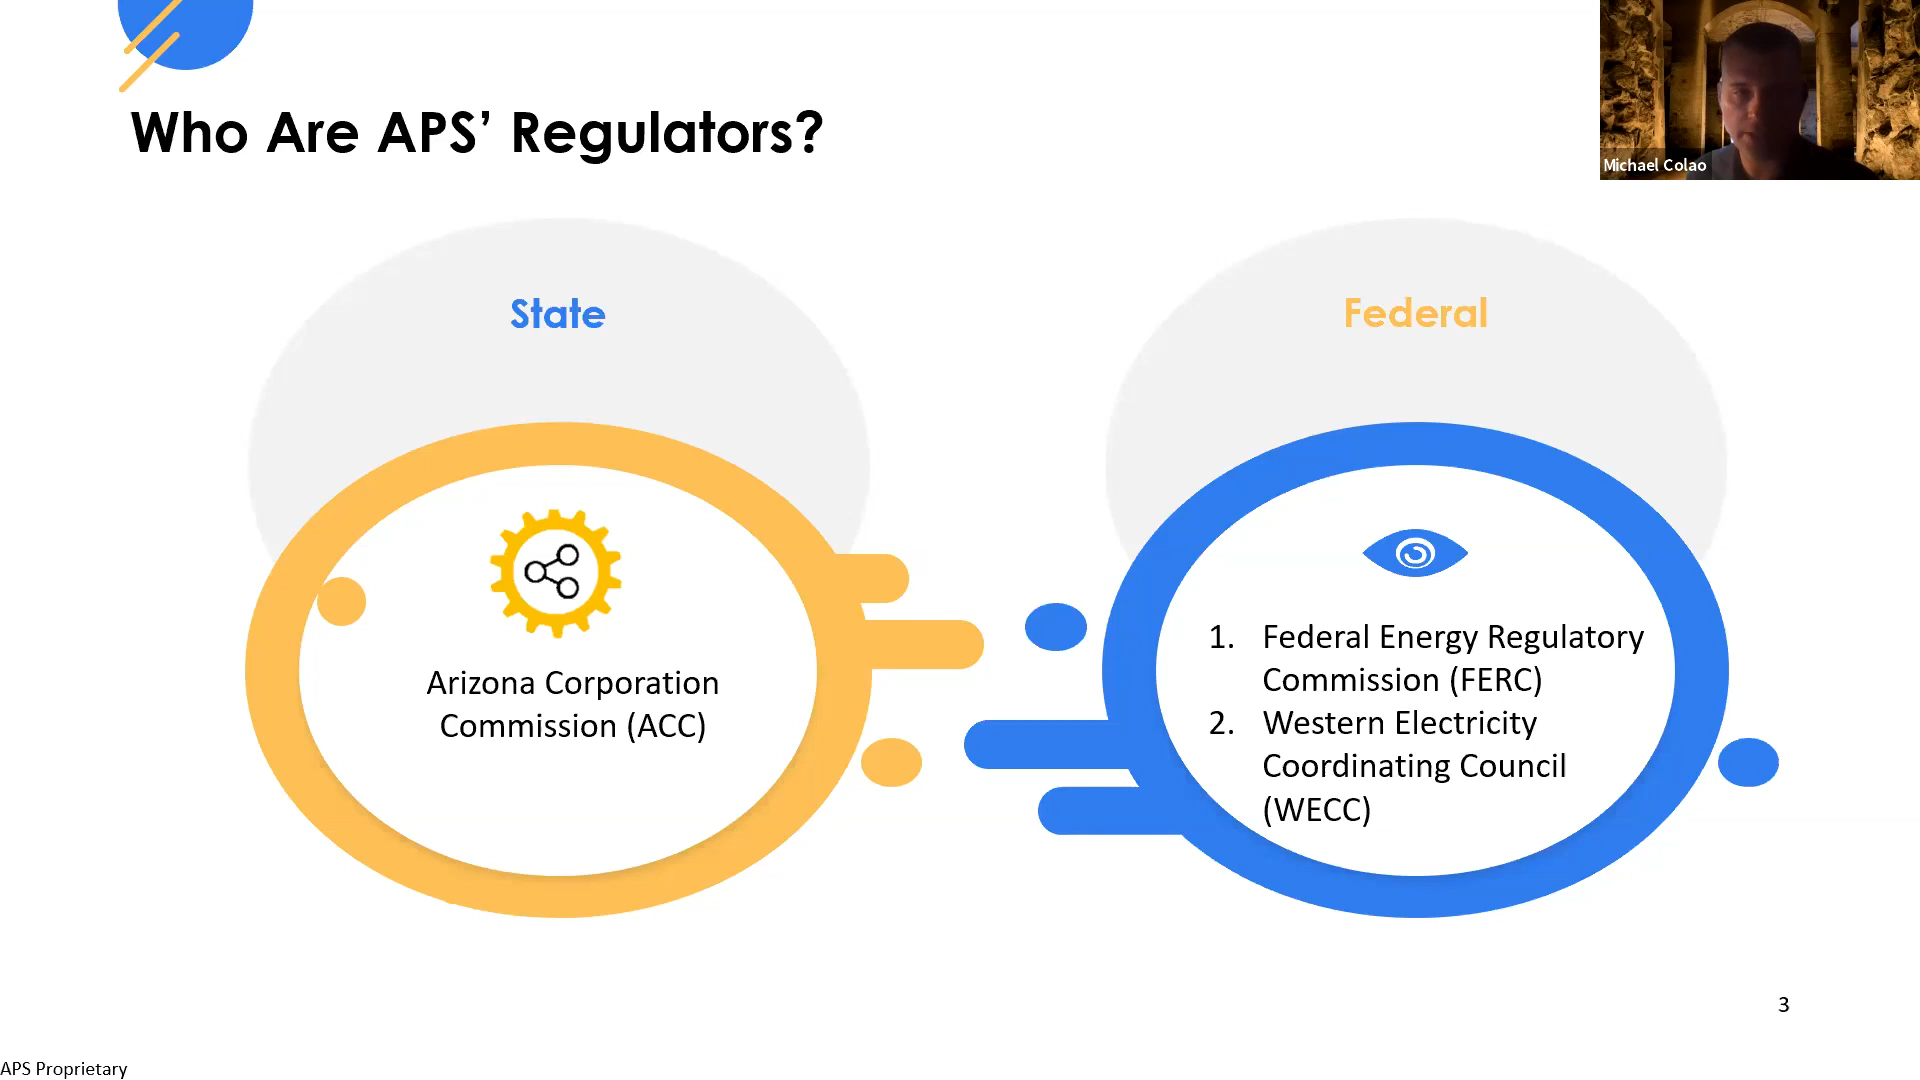 Who Are APS’ Regulators?
Michael Colao
State
Arizona Corporation
Commission (ACC)
Federal
1. Federal Energy Regulatory
Commission (FERC)
2. Western Electricity
Coordinating Council
(WECC)
3
APS Proprietary